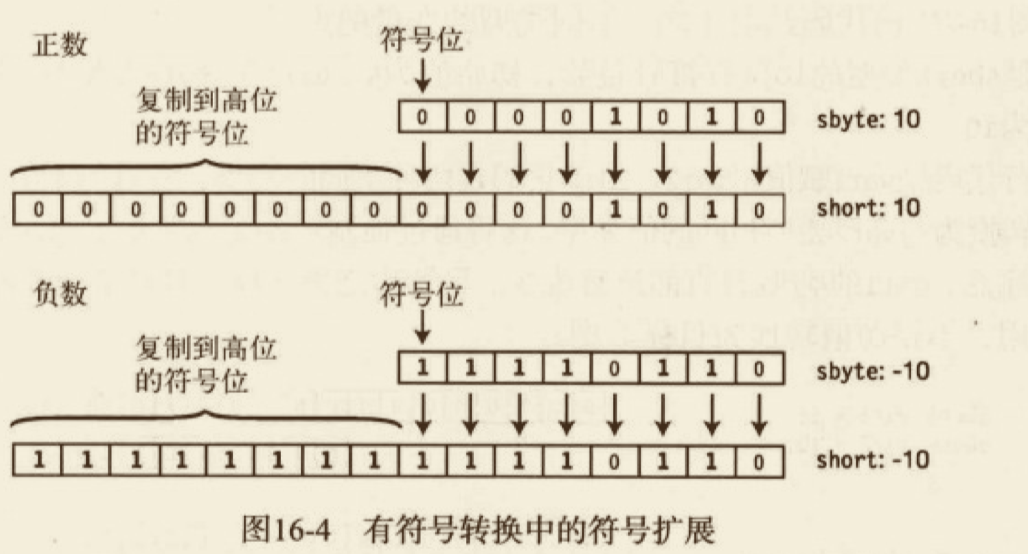 正数
符号位
复制到高位
的符号位
0 0 0 0 1 0 1 0 sbyte: 10
0 0 0 0 0 0 0 0 0 0 0 0 1 0 1 0 short: 10
负数
符号位
复制到高位
的符号位
1 1 1 1 0 1 1 0 sbyte: -10
1 1 1 1 1 1 1 1 1 1 1 1 0 1 1 0 short: -10
图16-4 有符号转换中的符号扩展